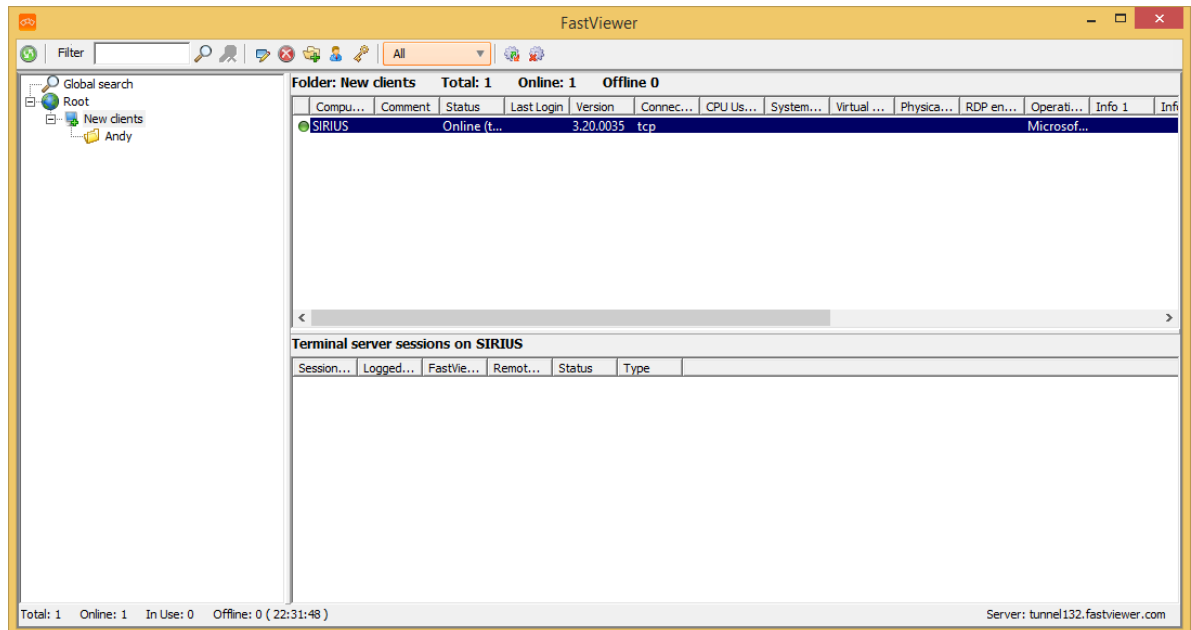 FastViewer
Filter All
Global search
Root
New clients
Andy
Folder: New clients Total: 1 Online: 1 Offline 0
Compu... Comment Status Last Login Version Connec... CPU Us... System... Virtual ... Physica... RDP en... Operati... Info 1 Inf
SIRIUS Online (t... 3.20.0035 tcp Microsof...
Terminal server sessions on SIRIUS
Session... Logged... FastVie... Remot... Status Type
Total: 1 Online: 1 In Use: 0 Offline: 0 ( 22:31:48 ) Server: tunnel132.fastviewer.com